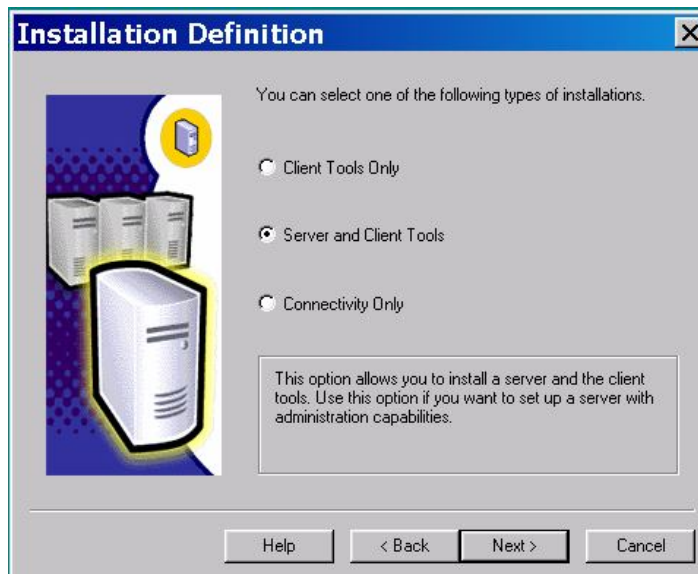 Installation Definition
You can select one of the following types of installations.
Client Tools Only
Server and Client Tools
Connectivity Only
This option allows you to install a server and the client
tools. Use this option if you want to set up a server with
administration capabilities.
Help
< Back
Next >
Cancel